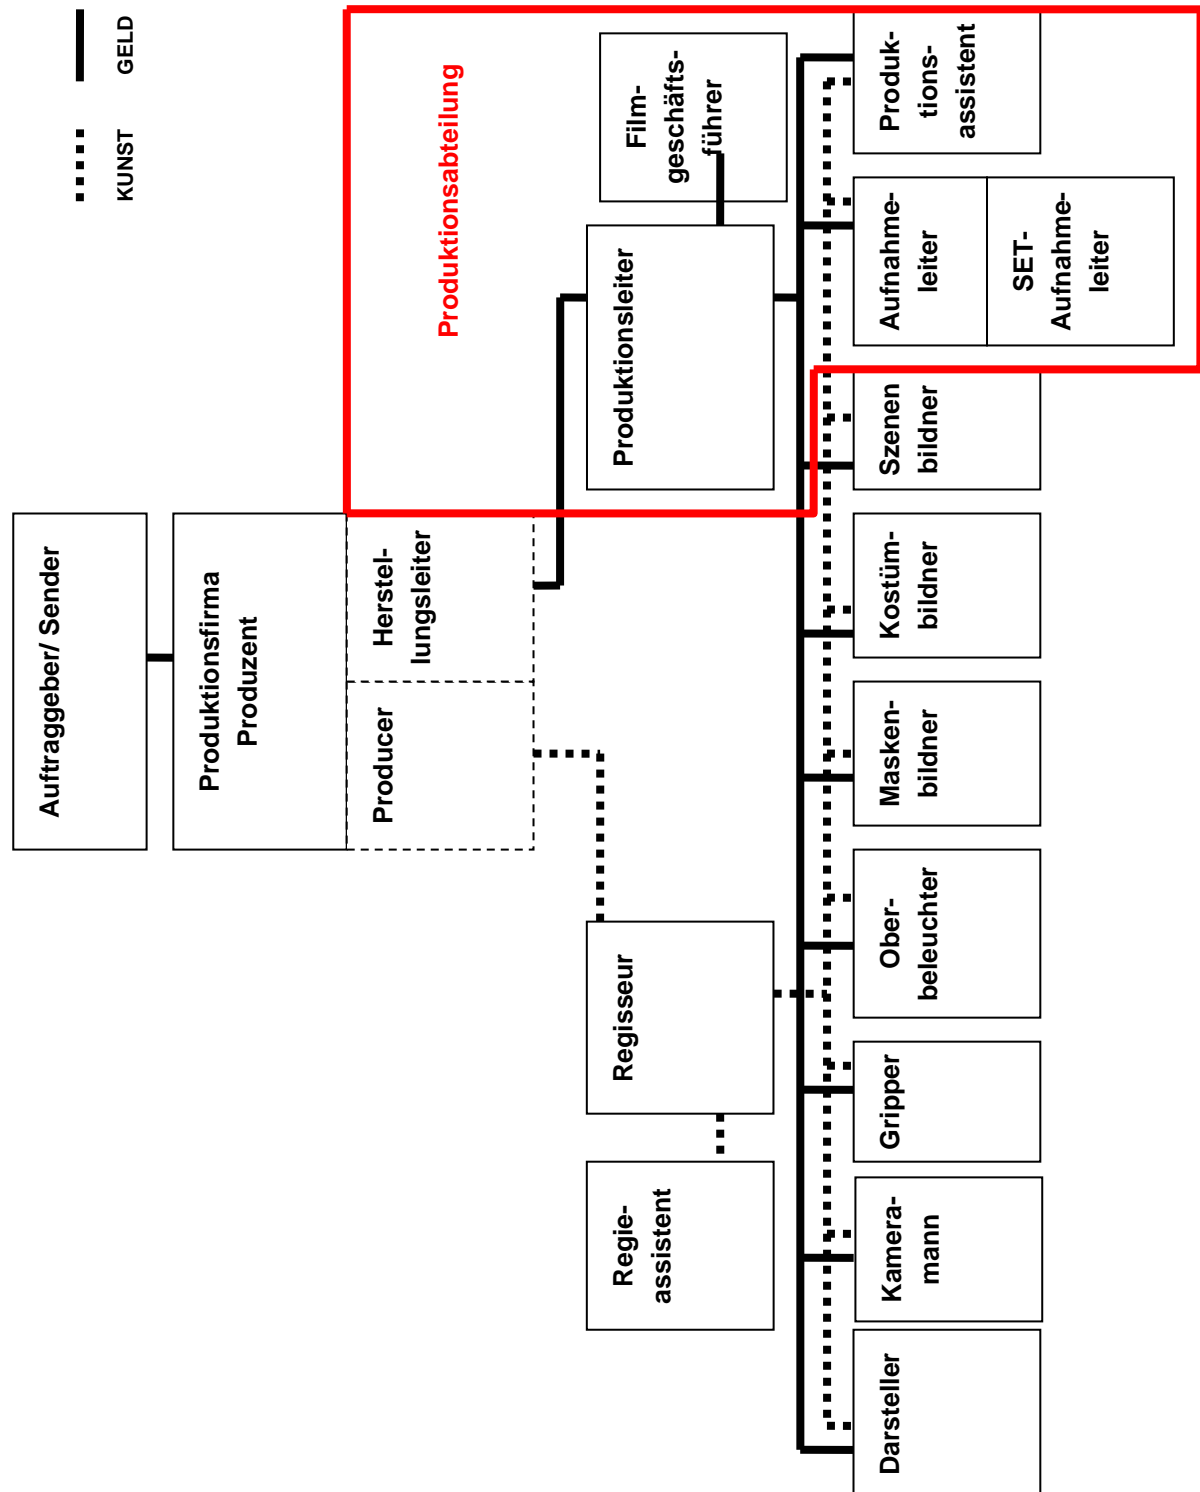 Auftraggeber/ Sender
Produktionsfirma
Produzent
Producer
Herstel-
lungsleiter
Produktionsabteilung
GELD
KUNST
Regie-
assistent
Regisseur
Produktionsleiter
Film-
geschäfts-
führer
Darsteller
Kamera-
mann
Gripper
Ober-
beleuchter
Masken-
bildner
Kostüm-
bildner
Szenen
bildner
Aufnahme-
leiter
SET-
Aufnahme-
leiter
Produk-
tions-
assistent